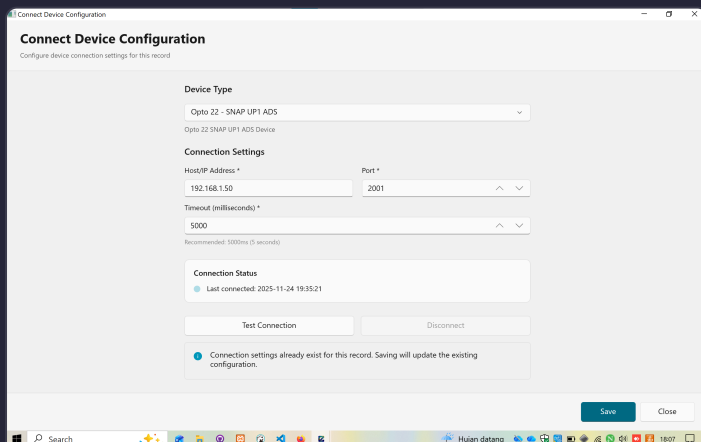 Connect Device Configuration
Connect Device Configuration
Configure device connection settings for this record
Device Type
Opto 22 - SNAP UP1 ADS
Opto 22 SNAP UP1 ADS Device
Connection Settings
Host/IP Address * Port *
192.168.1.50 2001
Timeout (milliseconds) *
5000
Recommended: 5000ms (5 seconds)
Connection Status
Last connected: 2025-11-24 19:35:21
Test Connection Disconnect
Connection settings already exist for this record. Saving will update the existing
configuration.
Save Close
Search Hujan datang 18:07